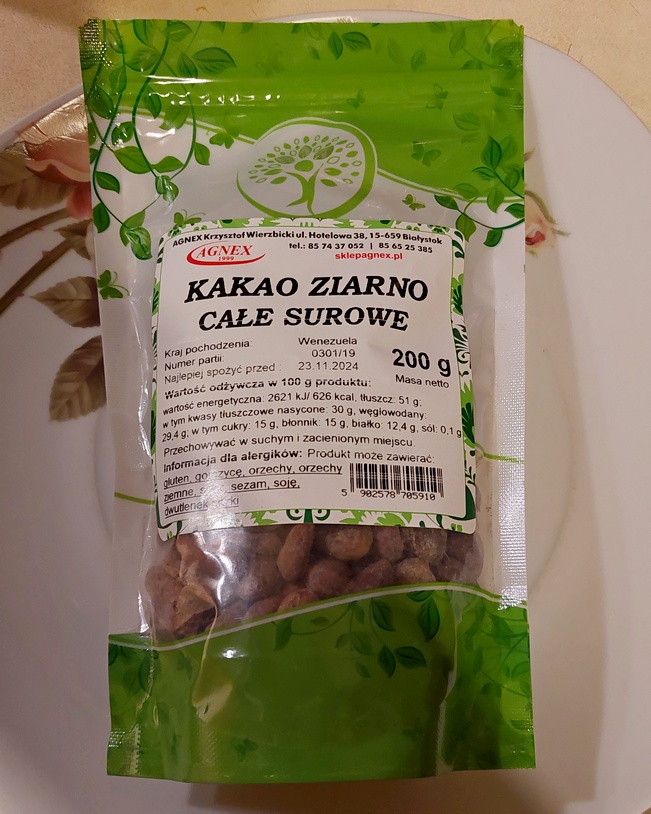 AGNEX Krzysztof Wierzbicki ul. Hotelowa 38, 15-659 Białystok
tel.: 85 74 37 052 | 85 65 25 385
AGNEX
1999
sklepagnex.pl
KAKAO ZIARNO
CAŁE SUROWE
Kraj pochodzenia: Wenezuela
Numer partii: 0301/19
Najlepiej spożyć przed : 23.11.2024
200 g
Masa netto
Wartość odżywcza w 100 g produktu:
wartość energetyczna: 2621 kJ/ 626 kcal, tłuszcz: 51 g;
w tym kwasy tłuszczowe nasycone: 30 g, węglowodany:
29,4 g; w tym cukry: 15 g, błonnik: 15 g, białko: 12,4 g, sól: 0,1 g
Przechowywać w suchym i zacienionym miejscu.
Informacja dla alergików: Produkt może zawierać:
gluten, gorczycę, orzechy, orzechy
ziemne, sezam, soję,
dwutlenek
5 902578 705910